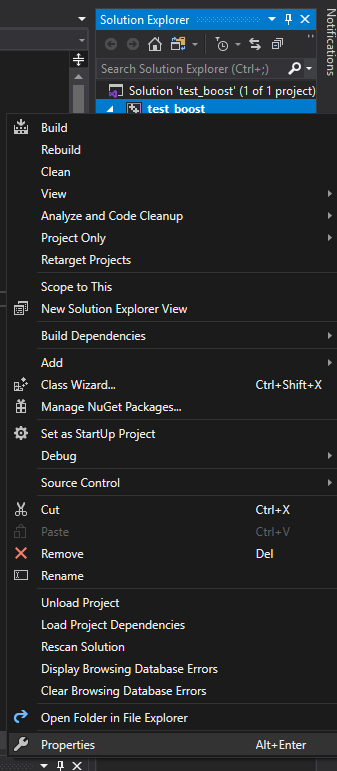 Solution Explorer
Notifications
Search Solution Explorer (Ctrl+;)
Solution 'test_boost' (1 of 1 project)
test_boost
Build
Rebuild
Clean
View
Analyze and Code Cleanup
Project Only
Retarget Projects
Scope to This
New Solution Explorer View
Build Dependencies
Add
Class Wizard... Ctrl+Shift+X
Manage NuGet Packages...
Set as StartUp Project
Debug
Source Control
Cut Ctrl+X
Paste Ctrl+V
Remove Del
Rename
Unload Project
Load Project Dependencies
Rescan Solution
Display Browsing Database Errors
Clear Browsing Database Errors
Open Folder in File Explorer
Properties Alt+Enter